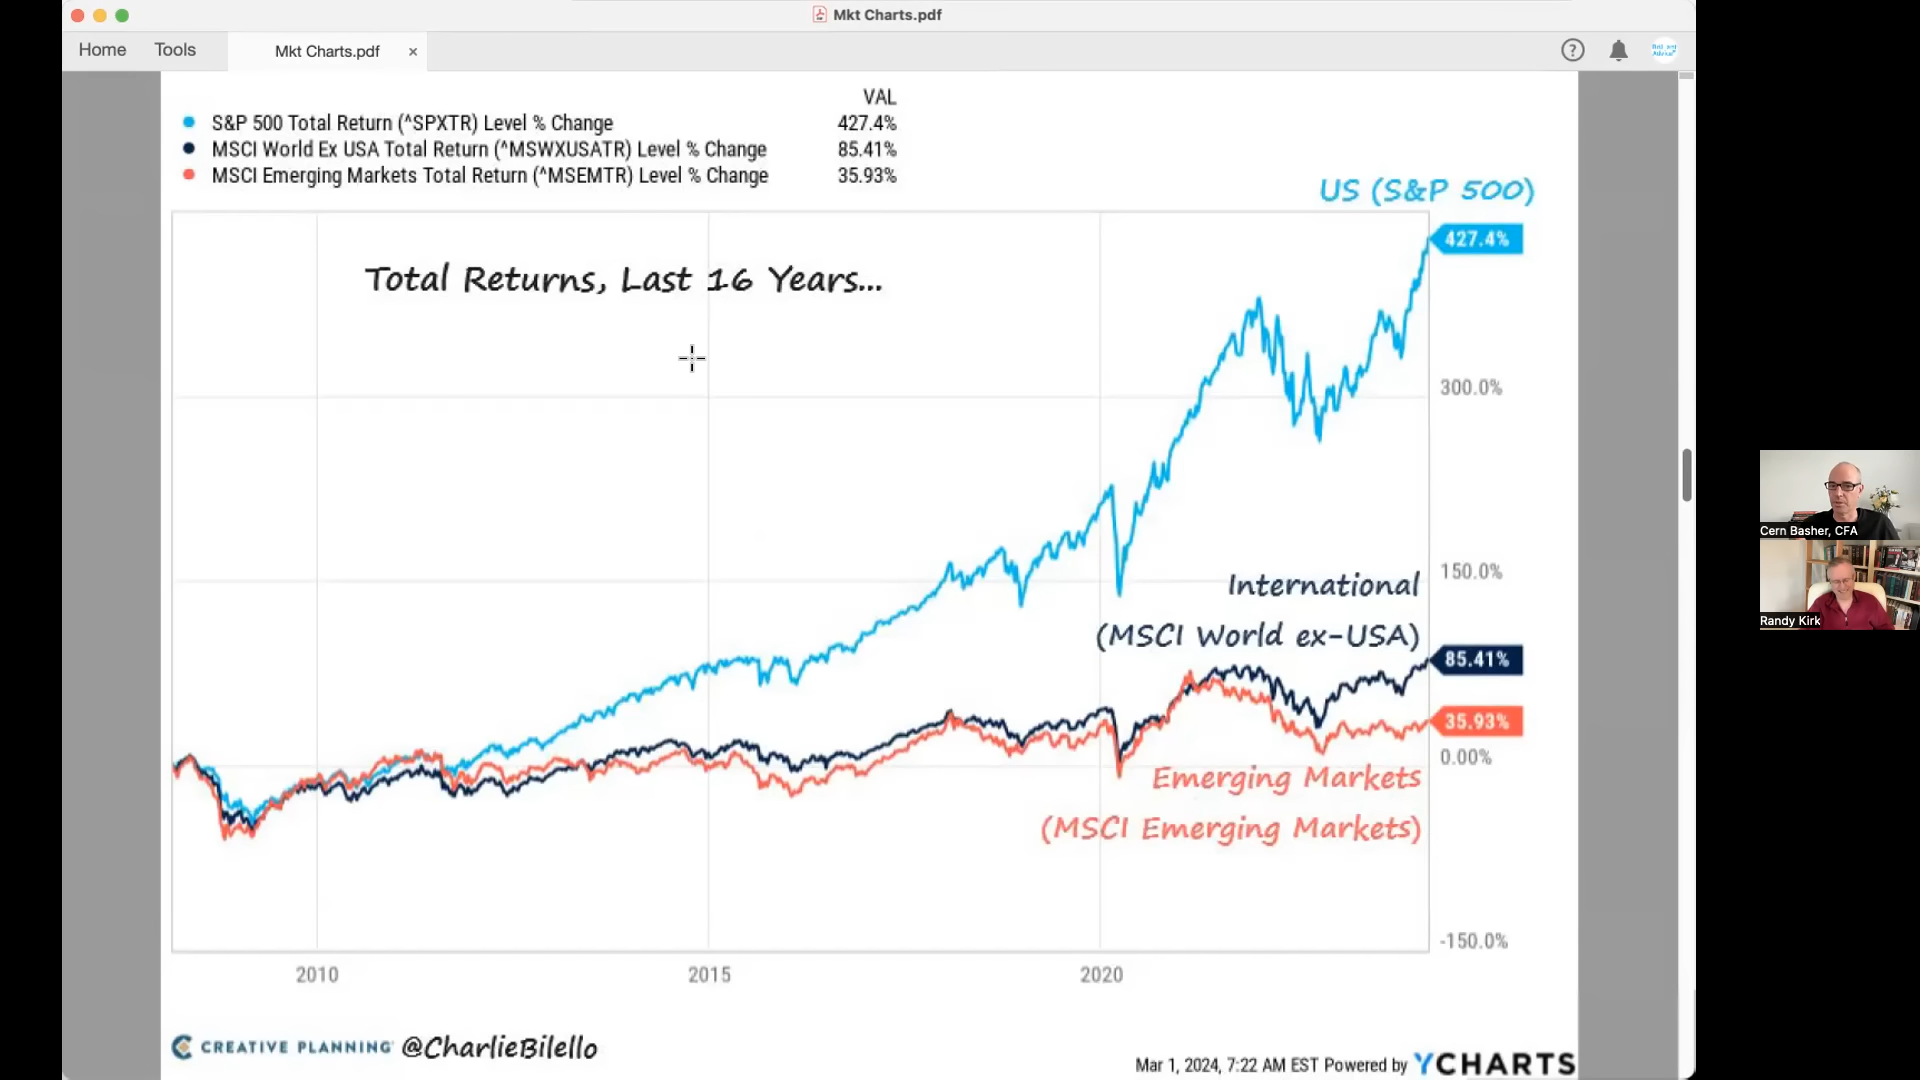 Mkt Charts.pdf
Home
Tools
Mkt Charts.pdf
×
VAL
S&P 500 Total Return (^SPXTR) Level % Change 427.4%
MSCI World Ex USA Total Return (^MSWXUSATR) Level % Change 85.41%
MSCI Emerging Markets Total Return (^MSEMTR) Level % Change 35.93%
US (S&P 500)
427.4%
Total Returns, Last 16 Years...
300.0%
150.0%
International
(MSCI World ex-USA)
85.41%
35.93%
0.00%
Emerging Markets
(MSCI Emerging Markets)
-150.0%
2010
2015
2020
CREATIVE PLANNING @CharlieBilello
Mar 1, 2024, 7:22 AM EST Powered by YCHARTS
Cern Basher, CFA
Randy Kirk